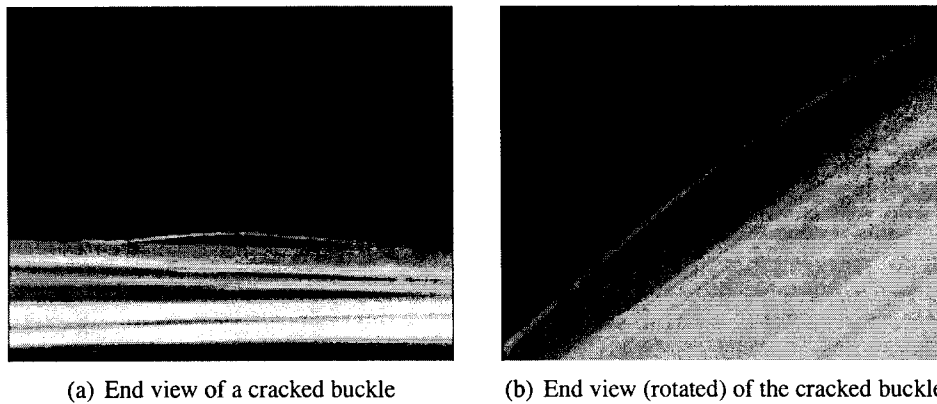 (a) End view of a cracked buckle
(b) End view (rotated) of the cracked buckle